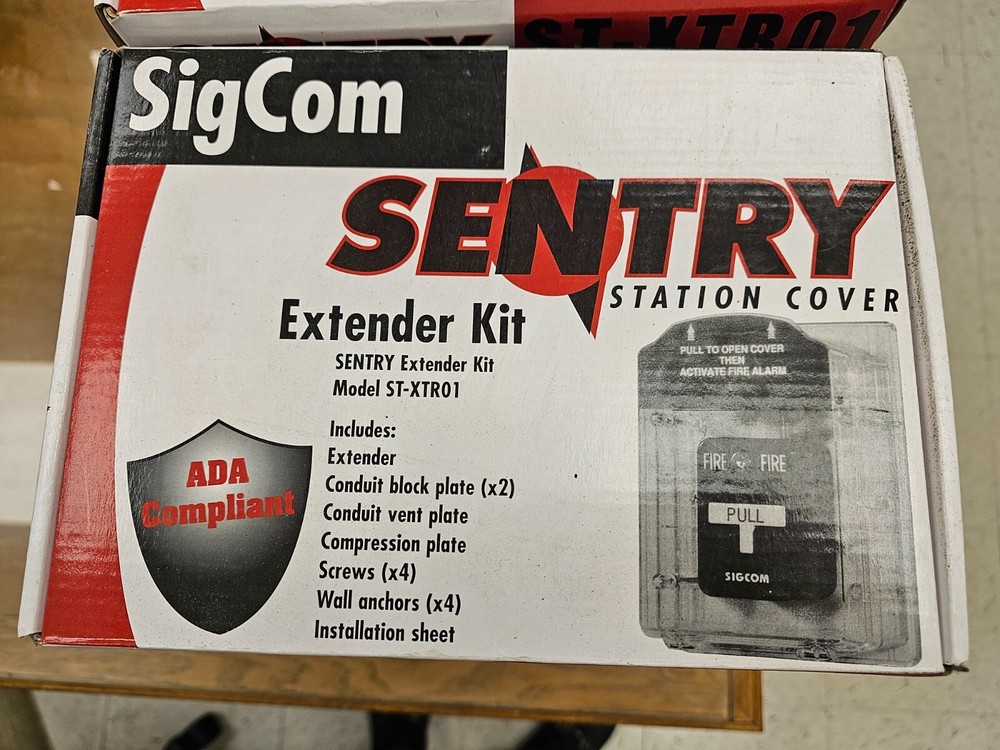 ST-XTR01
SigCom
SENTRY
STATION COVER
Extender Kit
SENTRY Extender Kit
Model ST-XTR01
Includes:
Extender
Conduit block plate (x2)
Conduit vent plate
Compression plate
Screws (x4)
Wall anchors (x4)
Installation sheet
ADA
Compliant
PULL TO OPEN COVER
THEN
ACTIVATE FIRE ALARM
FIRE FIRE
PULL
SIGCOM